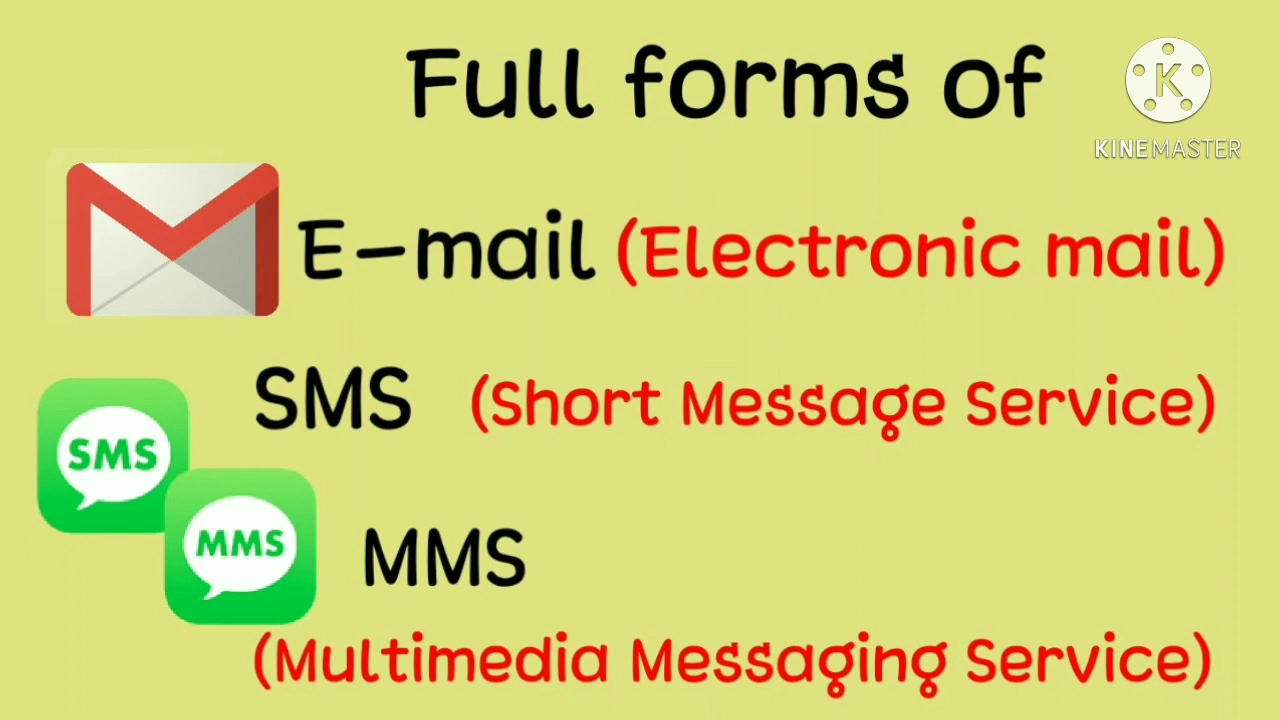 Full forms of
K
KINEMASTER
E-mail (Electronic mail)
SMS (Short Message Service)
SMS
MMS
MMS
(Multimedia Messaging Service)